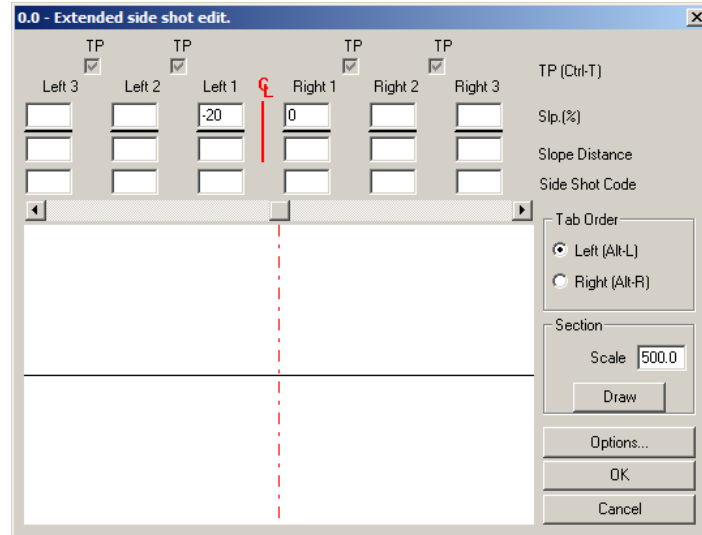 0.0 - Extended side shot edit.
TP TP TP TP
TP (Ctrl-T)
Left 3 Left 2 Left 1 CL Right 1 Right 2 Right 3
-20 0 Slp.(%)
Slope Distance
Side Shot Code
Tab Order
Left (Alt-L)
Right (Alt-R)
Section
Scale 500.0
Draw
Options...
OK
Cancel